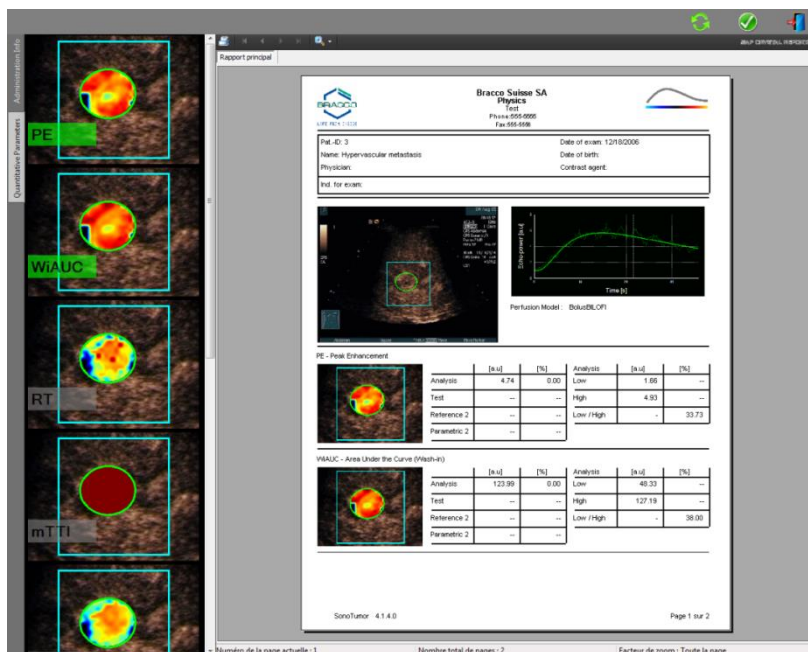 Administration Info
Quantitative Parameters
PE
WiAUC
RT
mTTI
Rapport principal
BRACCO
LIFE FROM INSIDE
Bracco Suisse SA
Physics
Test
Phone:555-5555
Fax:555-5556
Pat.-ID: 3
Date of exam: 12/18/2006
Name: Hypervascular metastasis
Date of birth:
Physician:
Contrast agent:
Ind. for exam:
Echo-power [a.u]
Time [s]
Perfusion Model : BolusBILOFI
PE - Peak Enhancement
[a.u] [%] Analysis [a.u] [%]
Analysis 4.74 0.00 Low 1.66 --
Test -- -- High 4.93 --
Reference 2 -- -- Low / High - 33.73
Parametric 2 -- --
WiAUC - Area Under the Curve (Wash-in)
[a.u] [%] Analysis [a.u] [%]
Analysis 123.99 0.00 Low 48.33 --
Test -- -- High 127.19 --
Reference 2 -- -- Low / High - 38.00
Parametric 2 -- --
SonoTumor 4.1.4.0
Page 1 sur 2
Numéro de la page actuelle : 1
Nombre total de pages : 2
Facteur de zoom : Toute la page